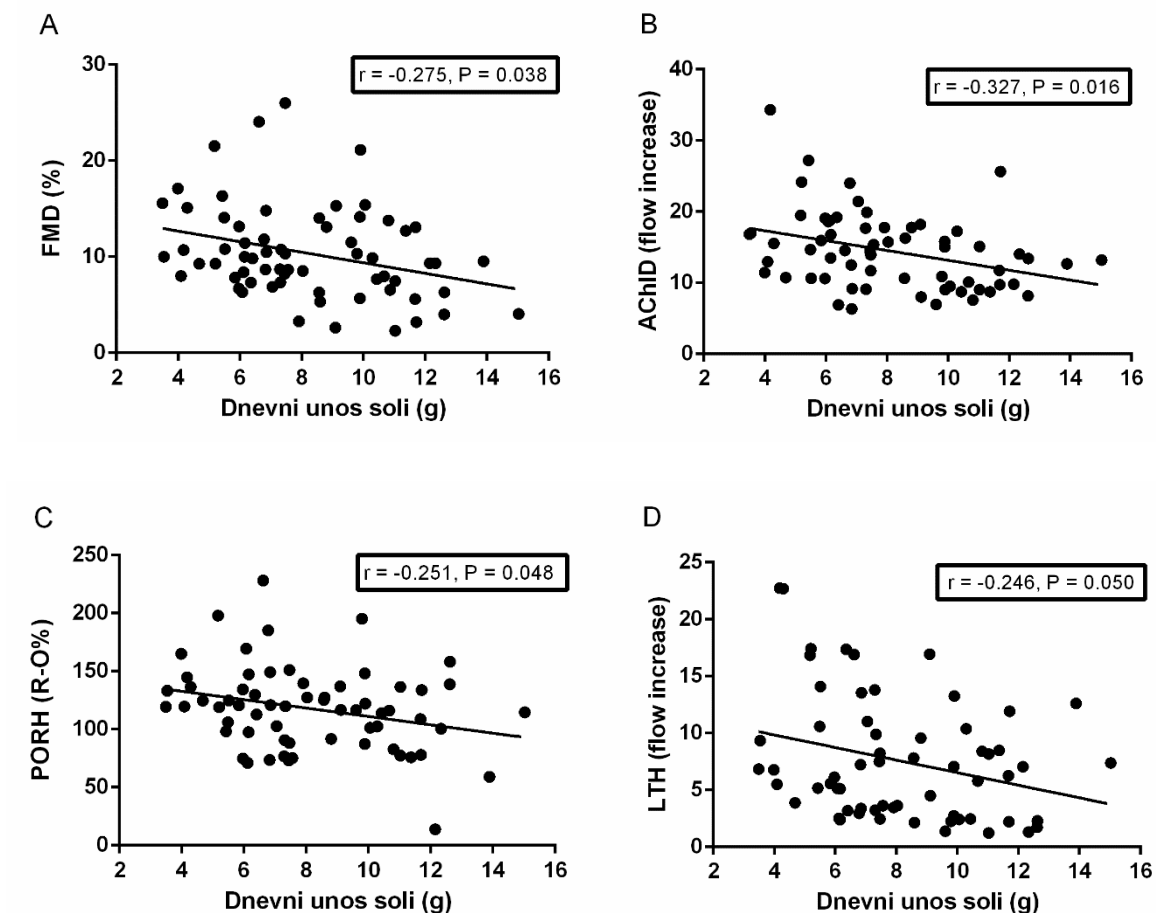 A
r = -0.275, P = 0.038
FMD (%)
30
20
10
0
2 4 6 8 10 12 14 16
Dnevni unos soli (g)
B
r = -0.327, P = 0.016
AChID (flow increase)
40
30
20
10
0
2 4 6 8 10 12 14 16
Dnevni unos soli (g)
C
r = -0.251, P = 0.048
PORH (R-O%)
250
200
150
100
50
0
2 4 6 8 10 12 14 16
Dnevni unos soli (g)
D
r = -0.246, P = 0.050
LTH (flow increase)
25
20
15
10
5
0
2 4 6 8 10 12 14 16
Dnevni unos soli (g)